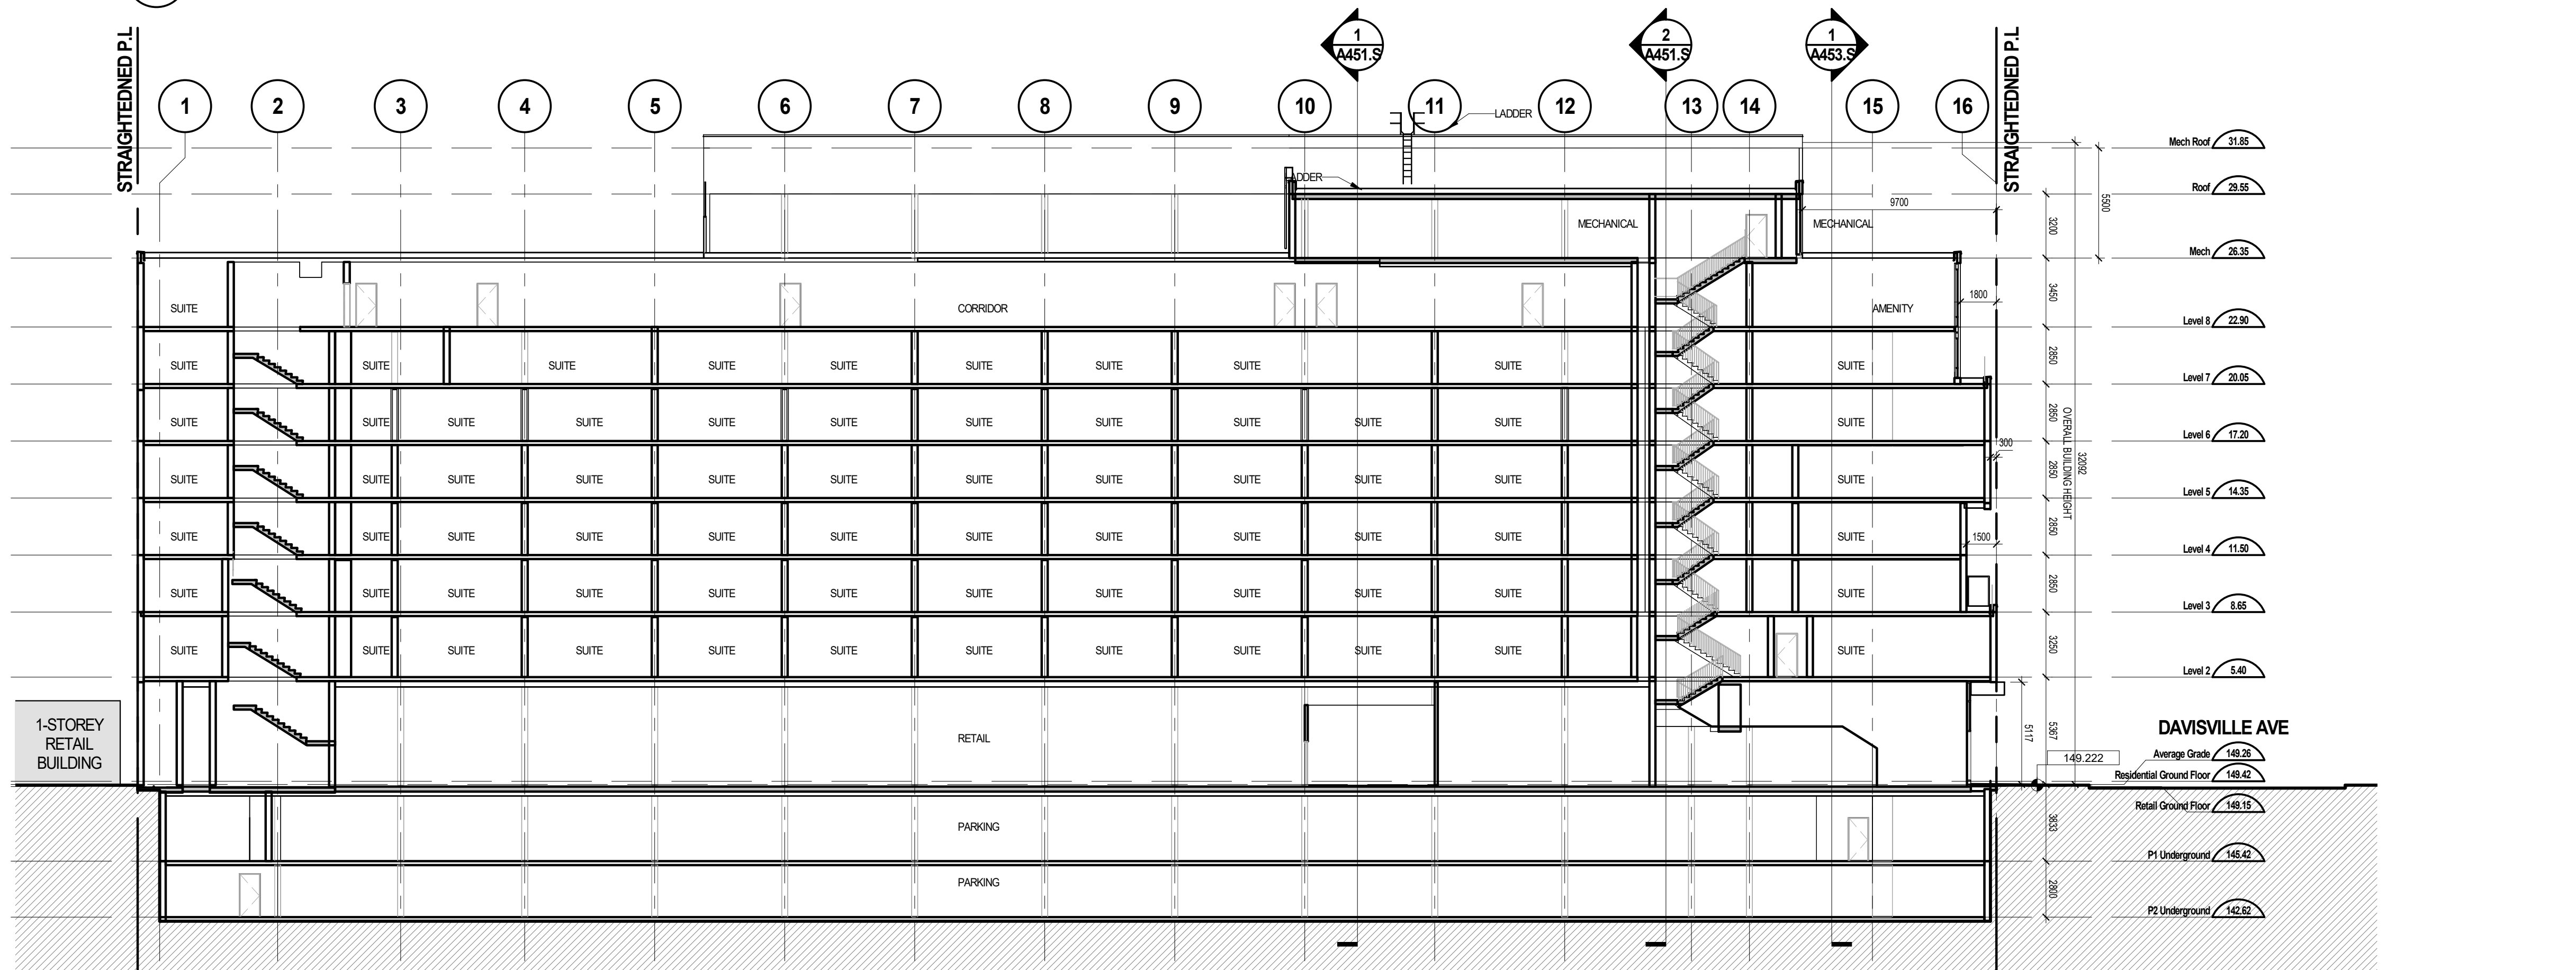 STRAIGHTEDNED P.L
1
A451.S
2
A451.S
1
A453.S
STRAIGHTEDNED P.L
1 2 3 4 5 6 7 8 9 10 11 12 13 14 15 16
LADDER
LADDER
Mech Roof 31.85
Roof 29.55
9700
5500
MECHANICAL MECHANICAL
3200
Mech 26.35
1800
3450
SUITE CORRIDOR AMENITY
Level 8 22.90
2850
SUITE SUITE SUITE SUITE SUITE SUITE SUITE SUITE SUITE SUITE
Level 7 20.05
2850
SUITE SUITE SUITE SUITE SUITE SUITE SUITE SUITE SUITE SUITE SUITE SUITE
Level 6 17.20
300
OVERALL BUILDING HEIGHT
32092
2850
SUITE SUITE SUITE SUITE SUITE SUITE SUITE SUITE SUITE SUITE SUITE SUITE
Level 5 14.35
2850
SUITE SUITE SUITE SUITE SUITE SUITE SUITE SUITE SUITE SUITE SUITE SUITE
1500
Level 4 11.50
2850
SUITE SUITE SUITE SUITE SUITE SUITE SUITE SUITE SUITE SUITE SUITE SUITE
Level 3 8.65
3250
SUITE SUITE SUITE SUITE SUITE SUITE SUITE SUITE SUITE SUITE SUITE SUITE
Level 2 5.40
1-STOREY
RETAIL
BUILDING
RETAIL
5117
5367
DAVISVILLE AVE
149.222
Average Grade 149.26
Residential Ground Floor 149.42
Retail Ground Floor 149.15
PARKING
3833
P1 Underground 145.42
PARKING
2800
P2 Underground 142.62